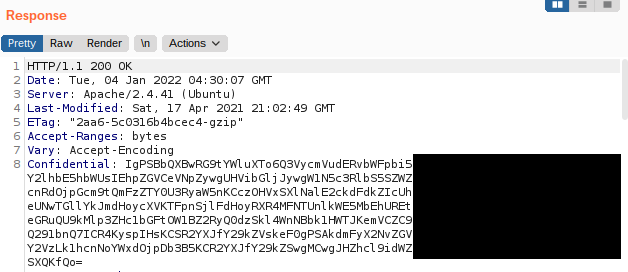 Response
Pretty Raw Render \n Actions
1 HTTP/1.1 200 OK
2 Date: Tue, 04 Jan 2022 04:30:07 GMT
3 Server: Apache/2.4.41 (Ubuntu)
4 Last-Modified: Sat, 17 Apr 2021 21:02:49 GMT
5 ETag: "2aa6-5c0316b4bcec4-gzip"
6 Accept-Ranges: bytes
7 Vary: Accept-Encoding
8 Confidential: IgPSBbQXBwRG9tYWluXTo6Q3VycmVudERvbWFpbi5
Y2lhbE5hbWUsIEhpZGVCeVNpZywgUHVibGljJywgW1N5c3RlbS5SZWZ
cnRdOjpGcm9tQmFzZTY0U3RyaW5nKCczOHVxSXlNalE2ckdFdkZIcUh
eUNwTGllYkJmdHoycXVKTFpnSjlFdHoyRXR4MFNTUnlkWE5MbEhUREt
eGRuQU9kMlp3ZHc1bGFtOW1BZ2RyQ0dzSkl4WnNBbk1HWTJKemVCZC9
Q291bnQ7ICR4KyspIHsKCSR2YXJfY29kZVskeF0gPSAkdmFyX2NvZGV
Y2VzLk1hcnNoYWxdOjpDb3B5KCR2YXJfY29kZSwgMCwgJHZhcl9idWZ
SXQKfQo=